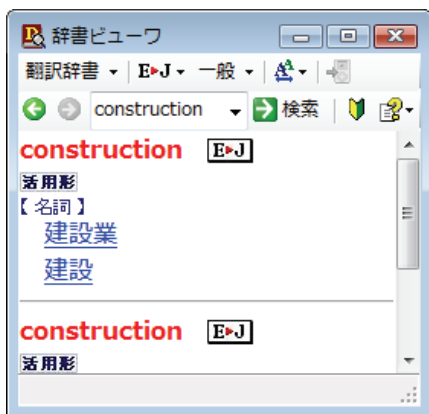 辞書ビューワ
翻訳辞書 E▶J 一般 A
construction 検索
construction E▶J
活用形
【名詞】
建設業
建設
construction E▶J
活用形